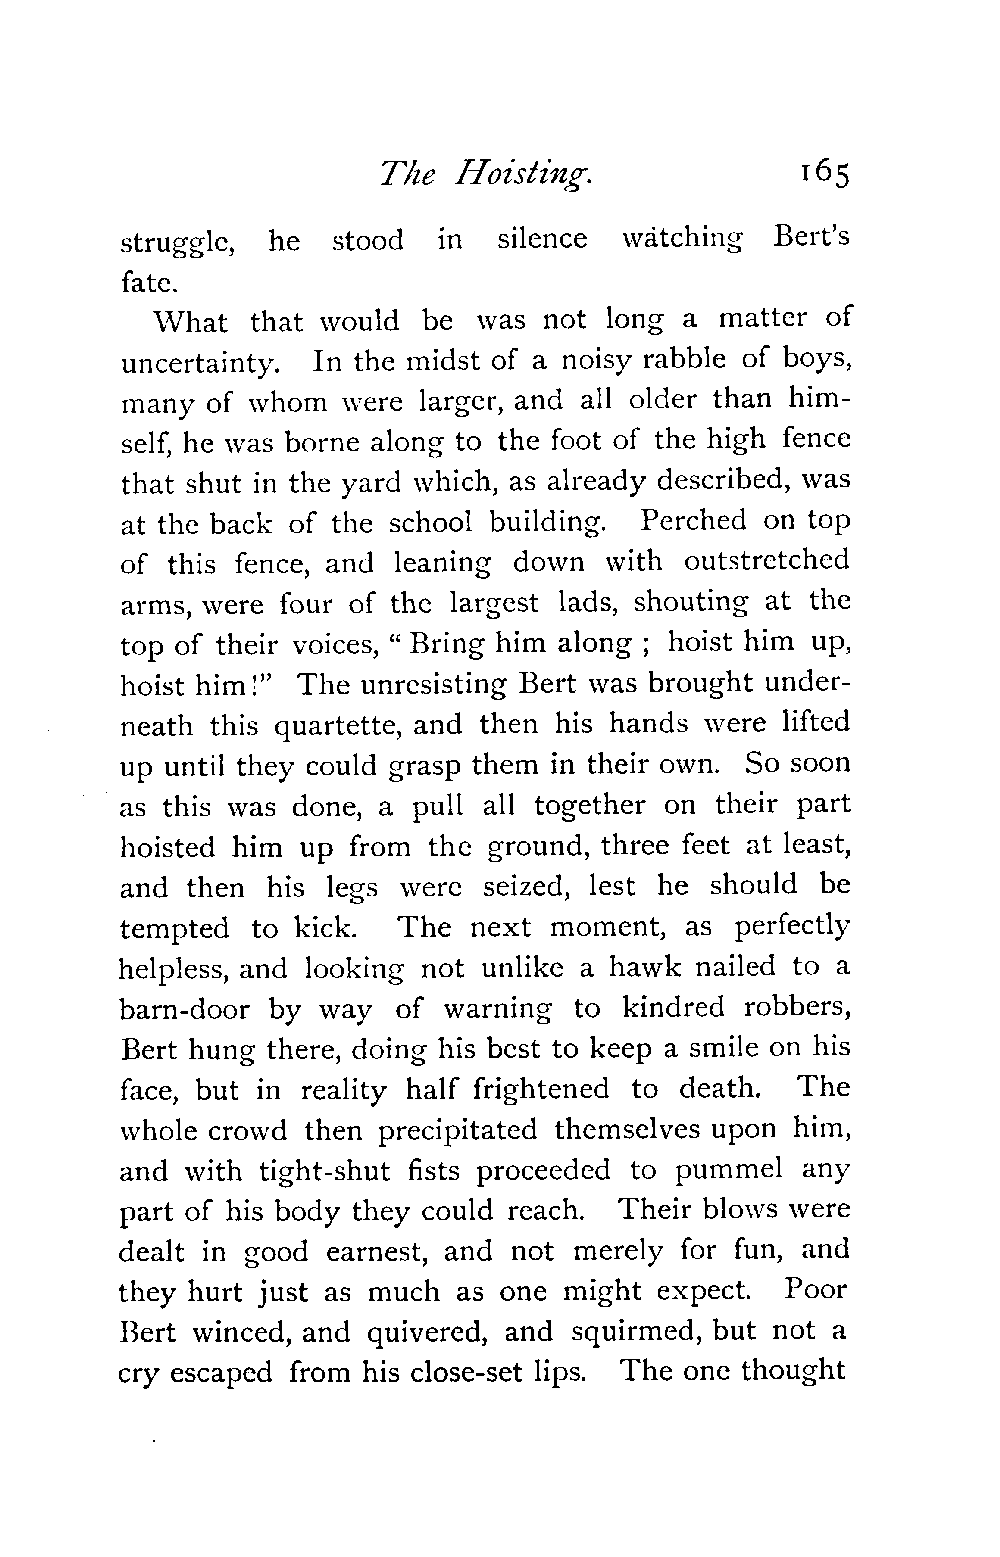 The Hoisting. 165
struggle, he stood in silence watching Bert's
fate.
What that would be was not long a matter of
uncertainty. In the midst of a noisy rabble of boys,
many of whom were larger, and all older than him-
self, he was borne along to the foot of the high fence
that shut in the yard which, as already described, was
at the back of the school building. Perched on top
of this fence, and leaning down with outstretched
arms, were four of the largest lads, shouting at the
top of their voices, “ Bring him along ; hoist him up,
hoist him!” The unresisting Bert was brought under-
neath this quartette, and then his hands were lifted
up until they could grasp them in their own. So soon
as this was done, a pull all together on their part
hoisted him up from the ground, three feet at least,
and then his legs were seized, lest he should be
tempted to kick. The next moment, as perfectly
helpless, and looking not unlike a hawk nailed to a
barn-door by way of warning to kindred robbers,
Bert hung there, doing his best to keep a smile on his
face, but in reality half frightened to death. The
whole crowd then precipitated themselves upon him,
and with tight-shut fists proceeded to pummel any
part of his body they could reach. Their blows were
dealt in good earnest, and not merely for fun, and
they hurt just as much as one might expect. Poor
Bert winced, and quivered, and squirmed, but not a
cry escaped from his close-set lips. The one thought